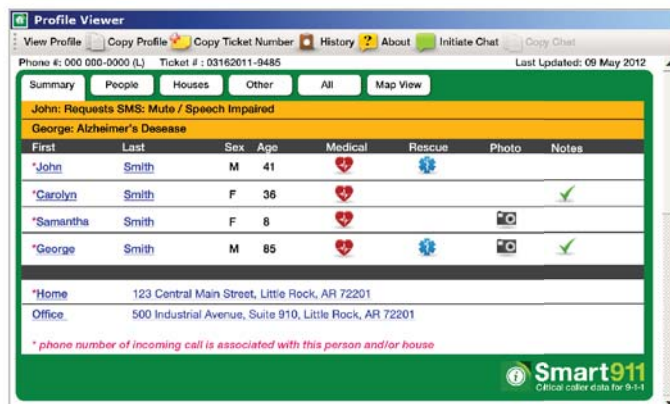 Profile Viewer
View Profile Copy Profile Copy Ticket Number History ? About Initiate Chat Copy Chat
Phone #: 000 000-0000 (L) Ticket # : 03162011-9485 Last Updated: 09 May 2012
Summary People Houses Other All Map View
John: Requests SMS: Mute / Speech Impaired
George: Alzheimer's Desease
First Last Sex Age Medical Rescue Photo Notes
*John Smith M 41
*Carolyn Smith F 36
*Samantha Smith F 8
*George Smith M 85
*Home 123 Central Main Street, Little Rock, AR 72201
Office 500 Industrial Avenue, Suite 910, Little Rock, AR 72201
* phone number of incoming call is associated with this person and/or house
Smart911
Critical caller data for 9-1-1